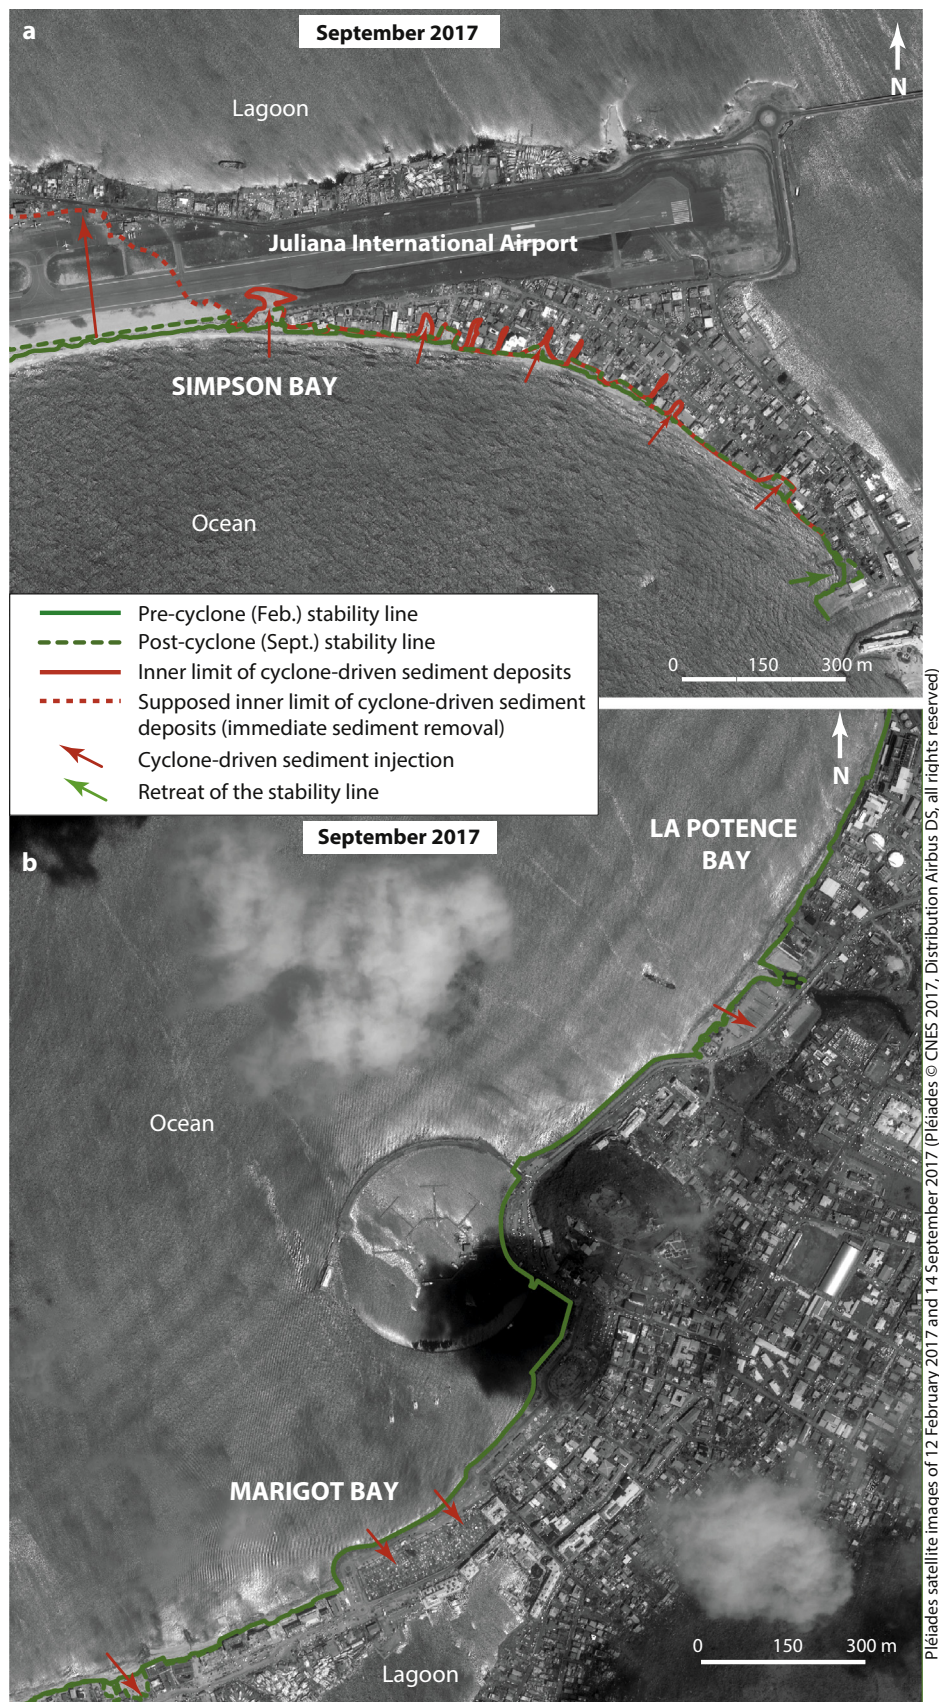 a
September 2017
N
Lagoon
Juliana International Airport
SIMPSON BAY
Ocean
0 150 300 m
Pre-cyclone (Feb.) stability line
Post-cyclone (Sept.) stability line
Inner limit of cyclone-driven sediment deposits
Supposed inner limit of cyclone-driven sediment
deposits (immediate sediment removal)
Cyclone-driven sediment injection
Retreat of the stability line
N
September 2017
b
LA POTENCE
BAY
Ocean
MARIGOT BAY
0 150 300 m
Lagoon
Pléiades satellite images of 12 February 2017 and 14 September 2017 (Pléiades © CNES 2017, Distribution Airbus DS, all rights reserved)